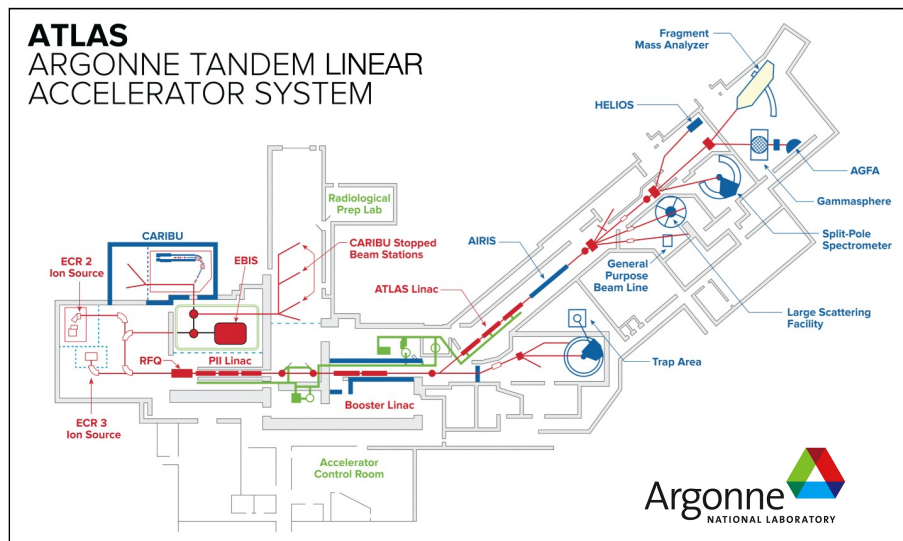 ATLAS
ARGONNE TANDEM LINEAR
ACCELERATOR SYSTEM
Fragment
Mass Analyzer
HELIOS
AGFA
Gammasphere
Split-Pole
Spectrometer
Radiological
Prep Lab
CARIBU
CARIBU Stopped
Beam Stations
AIRIS
General
Purpose
Beam Line
ECR 2
Ion Source
EBIS
ATLAS Linac
Large Scattering
Facility
RFQ
PII Linac
Trap Area
Booster Linac
ECR 3
Ion Source
Accelerator
Control Room
Argonne
NATIONAL LABORATORY